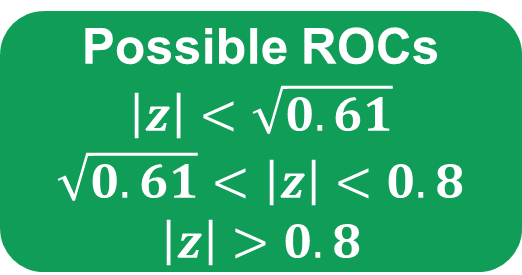 Possible ROCs
|z| < √0.61
√0.61 < |z| < 0.8
|z| > 0.8